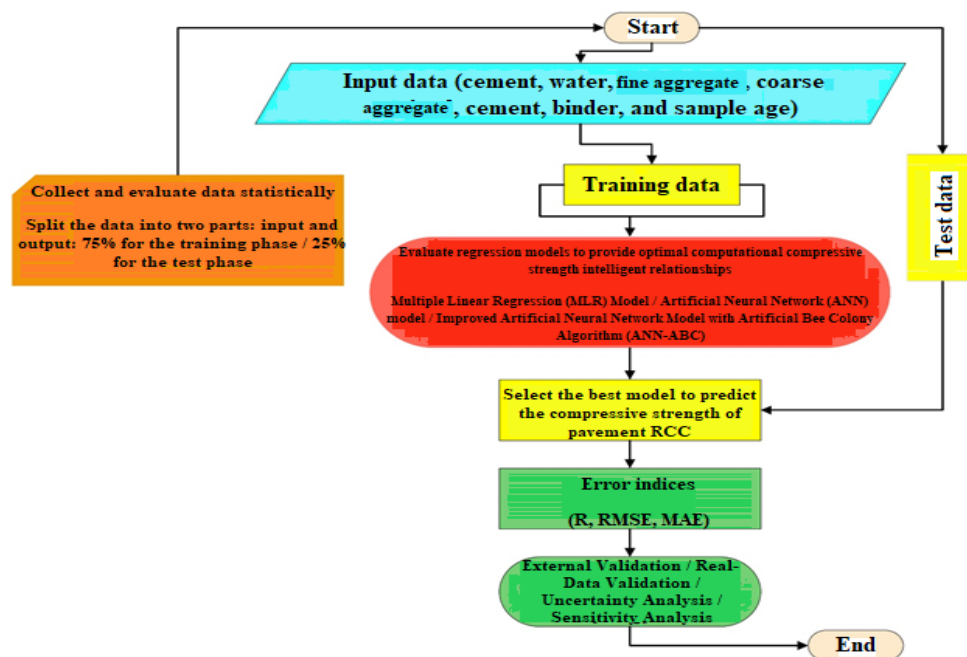 Start
Input data (cement, water, fine aggregate , coarse
aggregate , cement, binder, and sample age)
Collect and evaluate data statistically
Split the data into two parts: input and
output: 75% for the training phase / 25%
for the test phase
Training data
Test data
Evaluate regression models to provide optimal computational compressive
strength intelligent relationships
Multiple Linear Regression (MLR) Model / Artificial Neural Network (ANN)
model / Improved Artificial Neural Network Model with Artificial Bee Colony
Algorithm (ANN-ABC)
Select the best model to predict
the compressive strength of
pavement RCC
Error indices
(R, RMSE, MAE)
External Validation / Real-
Data Validation /
Uncertainty Analysis /
Sensitivity Analysis
End